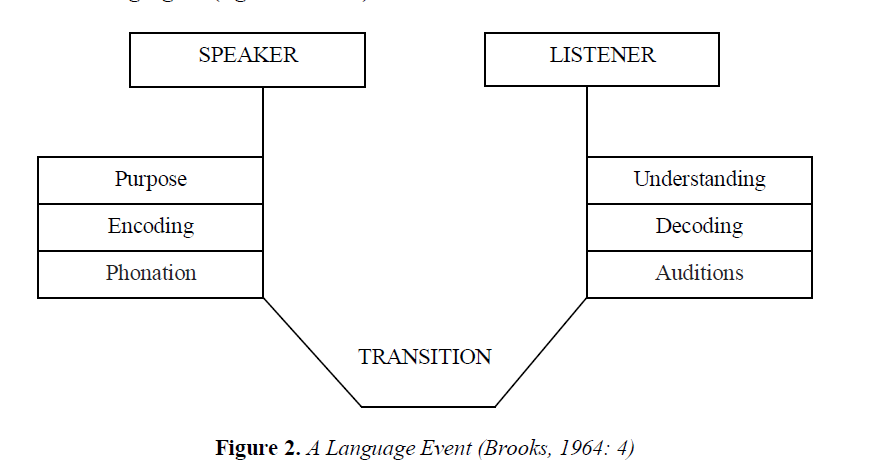 SPEAKER LISTENER
Purpose Understanding
Encoding Decoding
Phonation Auditions
TRANSITION
Figure 2. A Language Event (Brooks, 1964: 4)